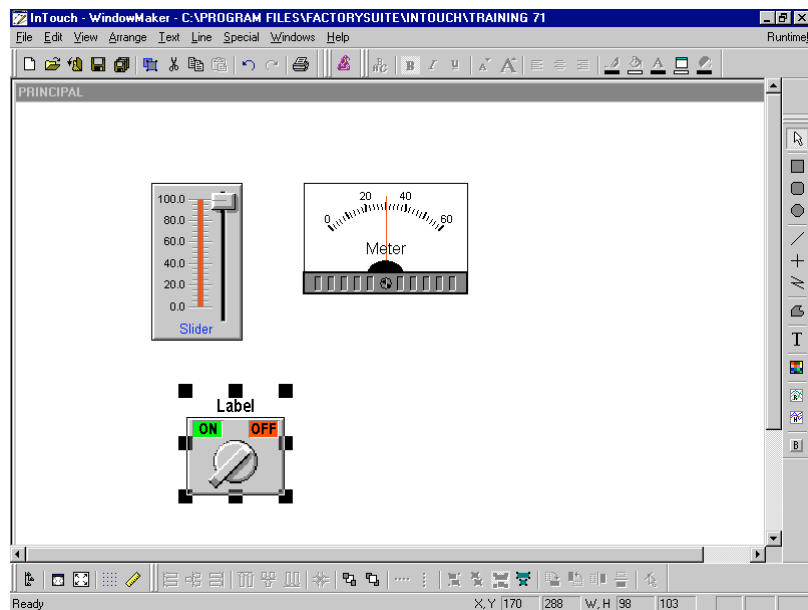 InTouch - WindowMaker - C:\PROGRAM FILES\FACTORYSUITE\INTOUCH\TRAINING 71
File Edit View Arrange Text Line Special Windows Help Runtime!
PRINCIPAL
100.0
80.0
60.0
40.0
20.0
0.0
Slider
0 20 40 60
Meter
Label
ON OFF
Ready X, Y 170 288 W, H 98 103